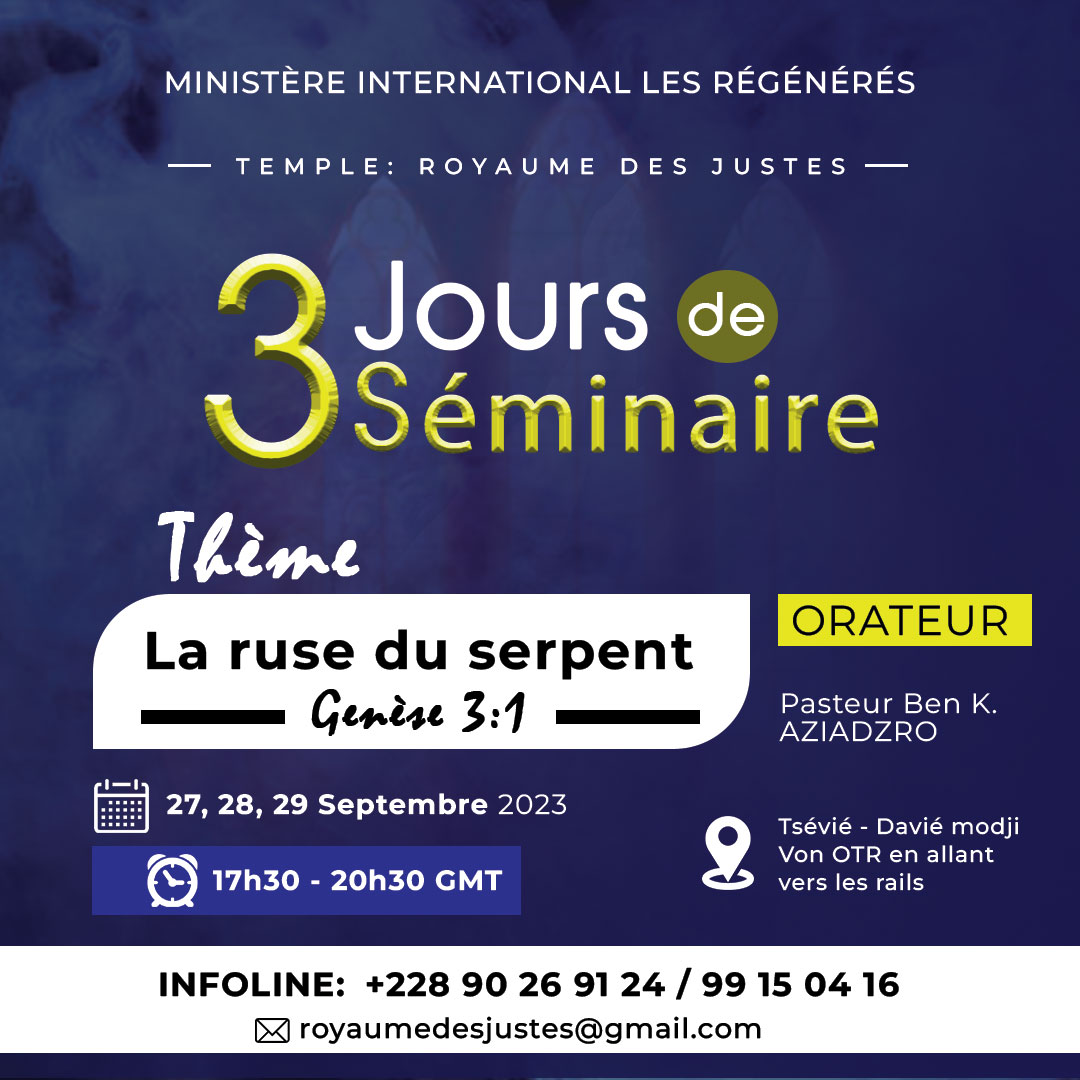 MINISTÈRE INTERNATIONAL LES RÉGÉNÉRÉS
TEMPLE: ROYAUME DES JUSTES
3 Jours de
Séminaire
Thème
La ruse du serpent
Genèse 3:1
ORATEUR
Pasteur Ben K.
AZIADZRO
27, 28, 29 Septembre 2023
17h30 - 20h30 GMT
Tsévié - Davié modji
Von OTR en allant
vers les rails
INFOLINE: +228 90 26 91 24 / 99 15 04 16
royaumedesjustes@gmail.com